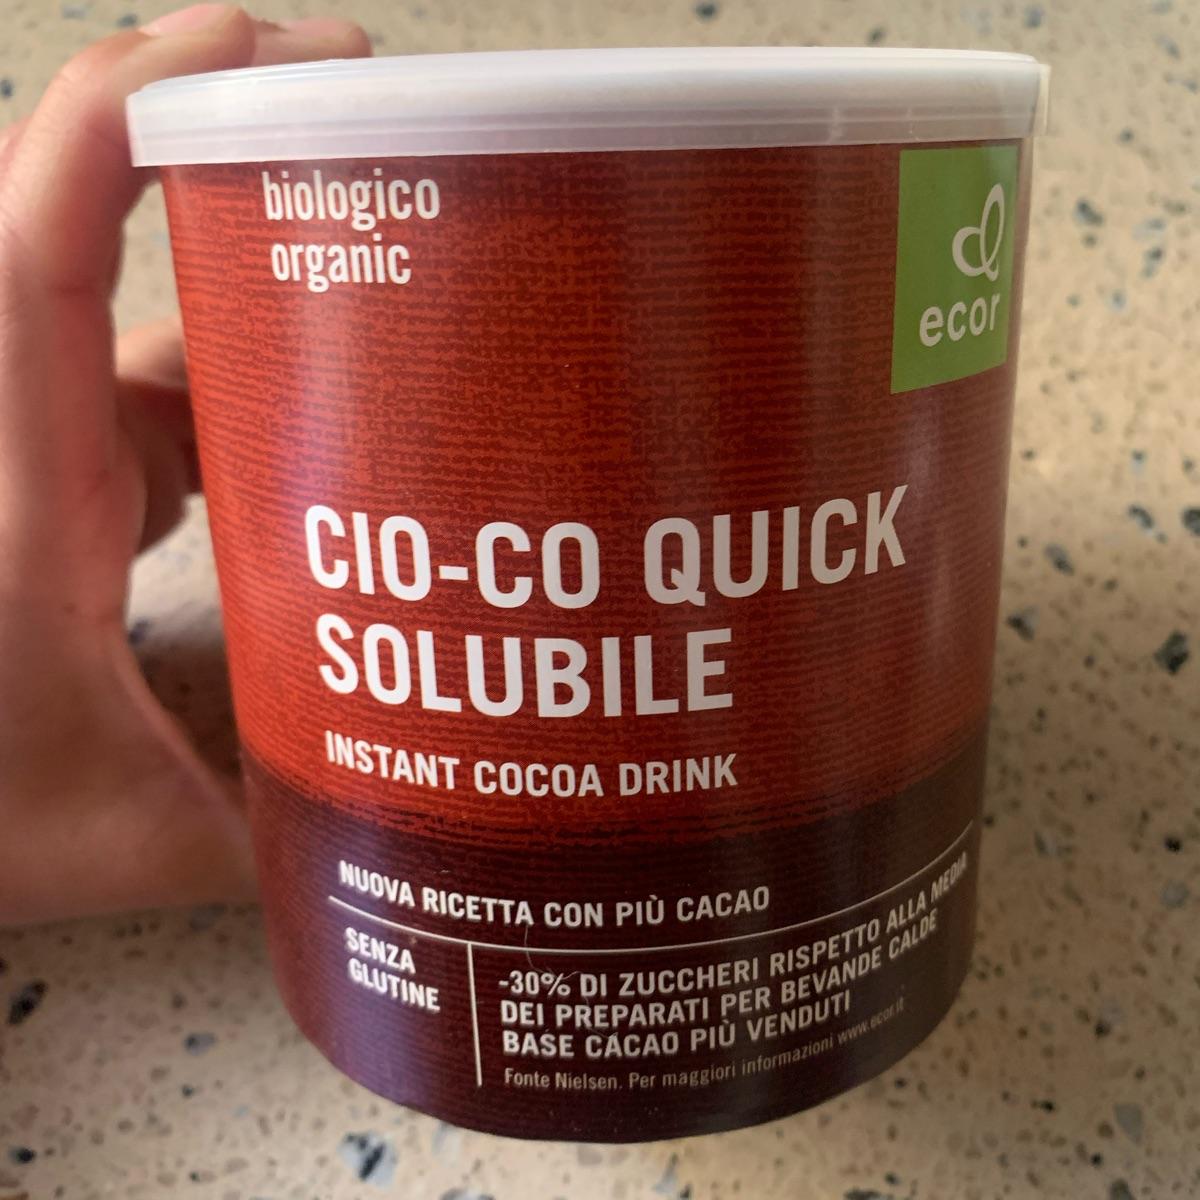 biologico
organic
ecor
CIO-CO QUICK
SOLUBILE
INSTANT COCOA DRINK
NUOVA RICETTA CON PIÙ CACAO
SENZA
GLUTINE
-30% DI ZUCCHERI RISPETTO ALLA MEDIA
DEI PREPARATI PER BEVANDE CALDE
BASE CACAO PIÙ VENDUTI
Fonte Nielsen. Per maggiori informazioni www.ecor.it